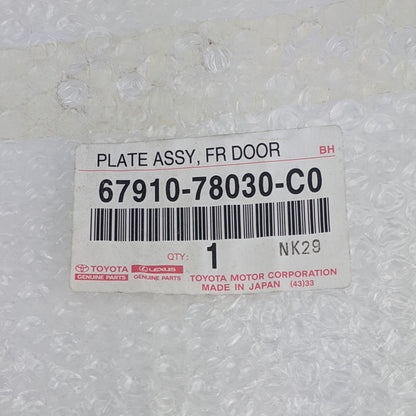 PLATE ASSY, FR DOOR BH
67910-78030-C0
QTY: 1 NK29
TOYOTA LEXUS TOYOTA MOTOR CORPORATION
GENUINE PARTS GENUINE PARTS MADE IN JAPAN (43)33